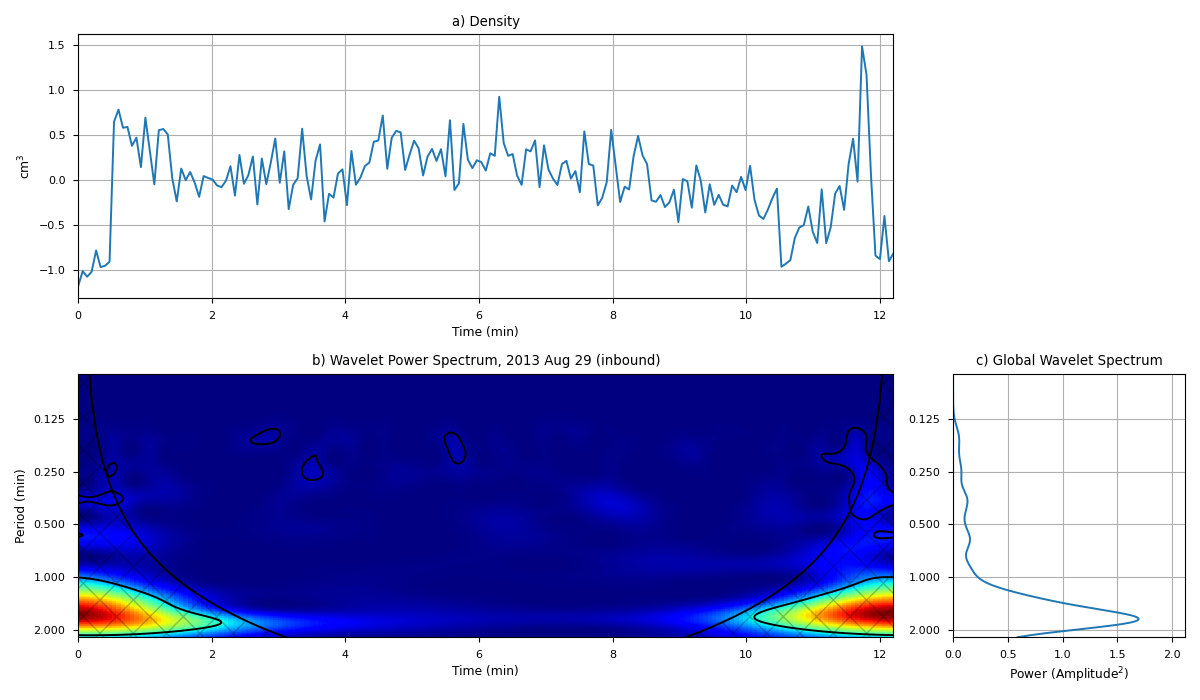 a) Density
1.5
1.0
0.5
0.0
−0.5
−1.0
cm³
0 2 4 6 8 10 12
Time (min)
b) Wavelet Power Spectrum, 2013 Aug 29 (inbound)
0.125
0.250
0.500
1.000
2.000
Period (min)
0 2 4 6 8 10 12
Time (min)
c) Global Wavelet Spectrum
0.125
0.250
0.500
1.000
2.000
0.0 0.5 1.0 1.5 2.0
Power (Amplitude²)